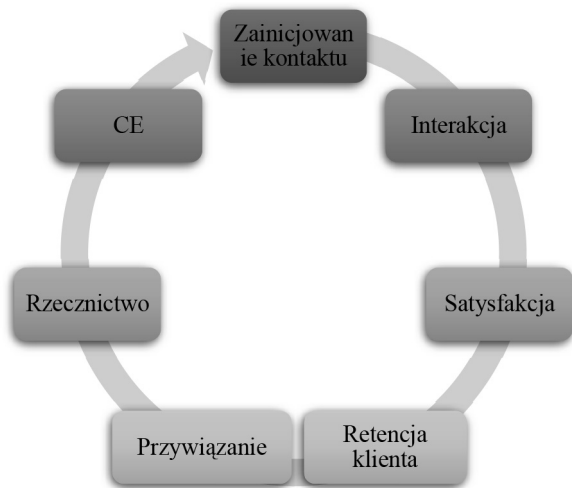 Zainicjowan
ie kontaktu
Interakcja
Satysfakcja
Retencja
klienta
Przywiązanie
Rzecznictwo
CE